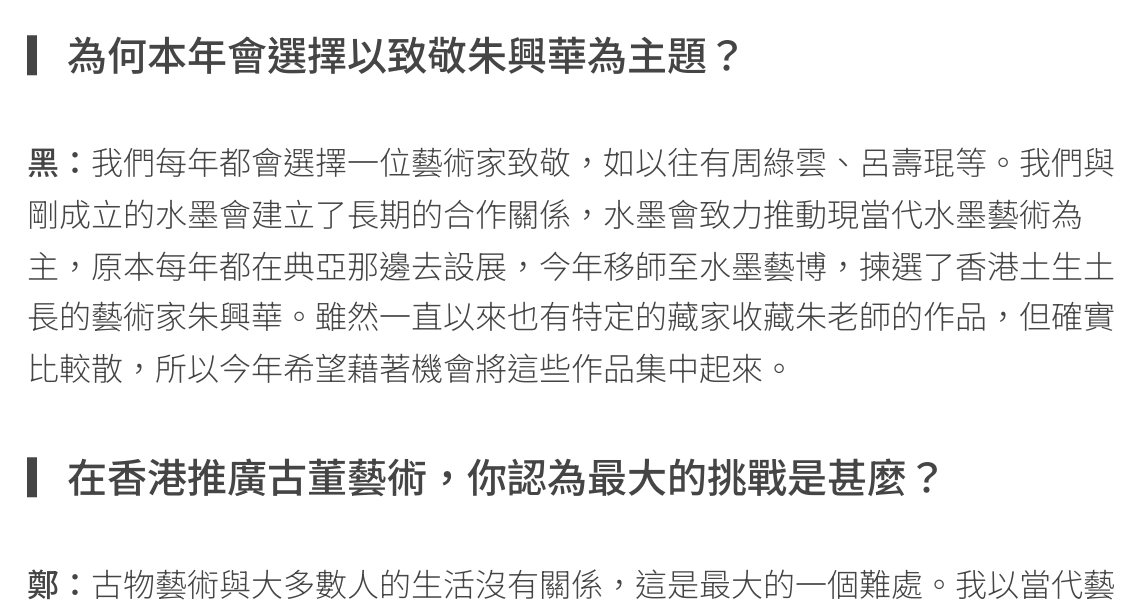 為何本年會選擇以致敬朱興華為主題？
黑：我們每年都會選擇一位藝術家致敬，如以往有周綠雲、呂壽琨等。我們與
剛成立的水墨會建立了長期的合作關係，水墨會致力推動現當代水墨藝術為
主，原本每年都在典亞那邊去設展，今年移師至水墨藝博，揀選了香港土生土
長的藝術家朱興華。雖然一直以來也有特定的藏家收藏朱老師的作品，但確實
比較散，所以今年希望藉著機會將這些作品集中起來。
在香港推廣古董藝術，你認為最大的挑戰是甚麼？
鄭：古物藝術與大多數人的生活沒有關係，這是最大的一個難處。我以當代藝